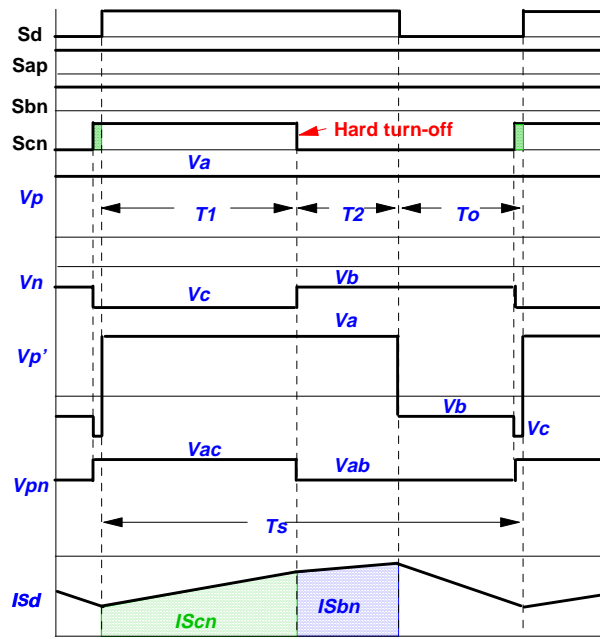 Sd
Sap
Sbn
Scn
Hard turn-off
Va
Vp
T1 T2 To
Vn
Vc
Vb
Va
Vp’
Vb
Vc
Vac
Vab
Vpn
Ts
ISd
IScn
ISbn